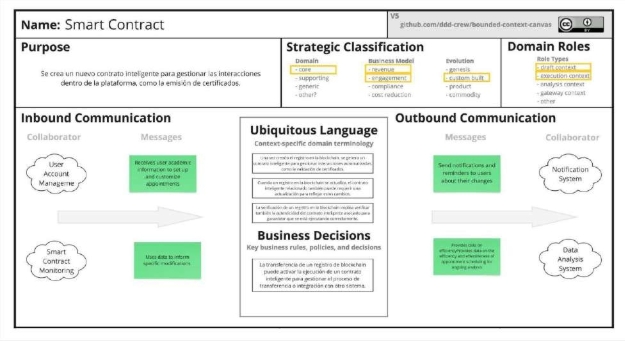 Name: Smart Contract
V5
github.com/ddd-crew/bounded-context-canvas
Purpose
Se crea un nuevo contrato inteligente para gestionar las interacciones
dentro de la plataforma, como la emisión de certificados.
Strategic Classification
Domain
- core
- supporting
- generic
- other?
Business Model
- revenue
- engagement
- compliance
- cost reduction
Evolution
- genesis
- custom built
- product
- commodity
Domain Roles
Role Types
- draft context
- execution context
- analysis context
- gateway context
- other
Inbound Communication
Collaborator
Messages
User
Account
Manageme
Receives user academic
information to set up
and customize
appointments
Smart
Contract
Monitoring
Uses data to inform
specific modifications
Ubiquitous Language
Context-specific domain terminology
Business Decisions
Key business rules, policies, and decisions
La transferencia de un registro de blockchain
puede activar la ejecución de un contrato
inteligente para gestionar el proceso de
transferencia o integración con otro sistema.
Outbound Communication
Messages
Collaborator
Send notifications and
reminders to users
about their changes
Notification
System
Data
Analysis
System